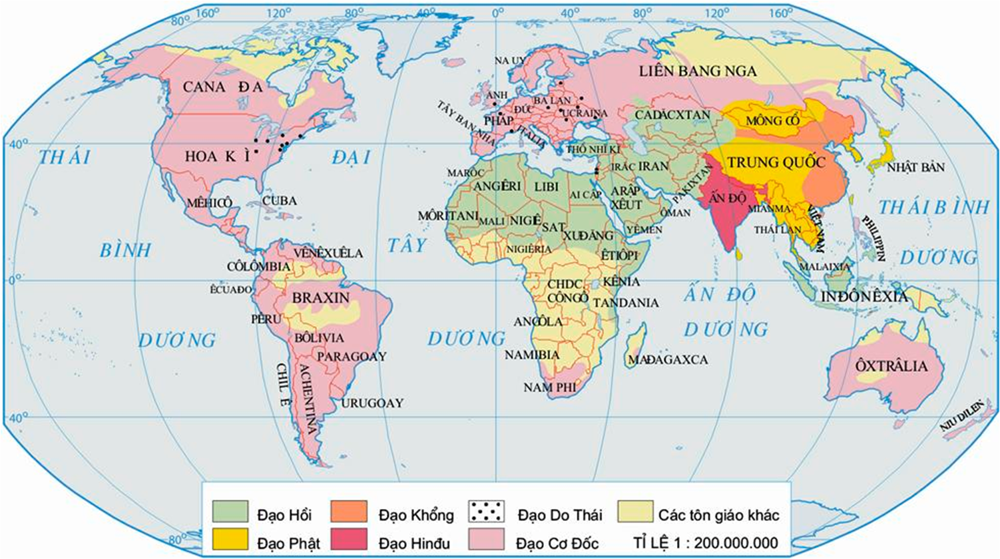 160° 120° 80° 40° 0° 40° 80° 120° 160°
80°
NA UY
LIÊN BANG NGA
CANA ĐA
ANH
BA LAN
ĐỨC
UCRAINA
TÂY BAN NHA
PHÁP
ITALIA
CADĂCXTAN
MÔNG CỔ
40°
THÁI
HOA KÌ
ĐẠI
THỔ NHĨ KÌ
TRUNG QUỐC
NHẬT BẢN
MARỐC
ANGIÊRI
LIBI
AI CẬP
IRĂC
IRAN
PAKIXTAN
ARẬP
XÊUT
ẤN ĐỘ
MÊHICÔ
CUBA
MÔRITANI
MALI
NIGIÊ
SAT
XUĐĂNG
ÔMAN
YÊMEN
MIANMA
THÁI LAN
VIỆT NAM
PHILIPPIN
THÁI BÌNH
BÌNH
TÂY
VÊNÊXUÊLA
CÔLÔMBIA
NIGIÊRIA
ÊTIÔPI
DƯƠNG
MALAIXIA
0°
ÊCUAĐO
BRAXIN
CHDC
CÔNGÔ
KÊNIA
TANDANIA
ẤN ĐỘ
INĐÔNÊXIA
PÊRU
ANGÔLA
DƯƠNG
DƯƠNG
DƯƠNG
BÔLIVIA
PARAGOAY
NAMIBIA
MAĐAGAXCA
ÔXTRÂLIA
CHILÊ
ACHENTINA
NAM PHI
URUGOAY
40°
NIU DILEN
80°
Đạo Hồi
Đạo Khổng
Đạo Do Thái
Các tôn giáo khác
Đạo Phật
Đạo Hinđu
Đạo Cơ Đốc
TỈ LỆ 1 : 200.000.000